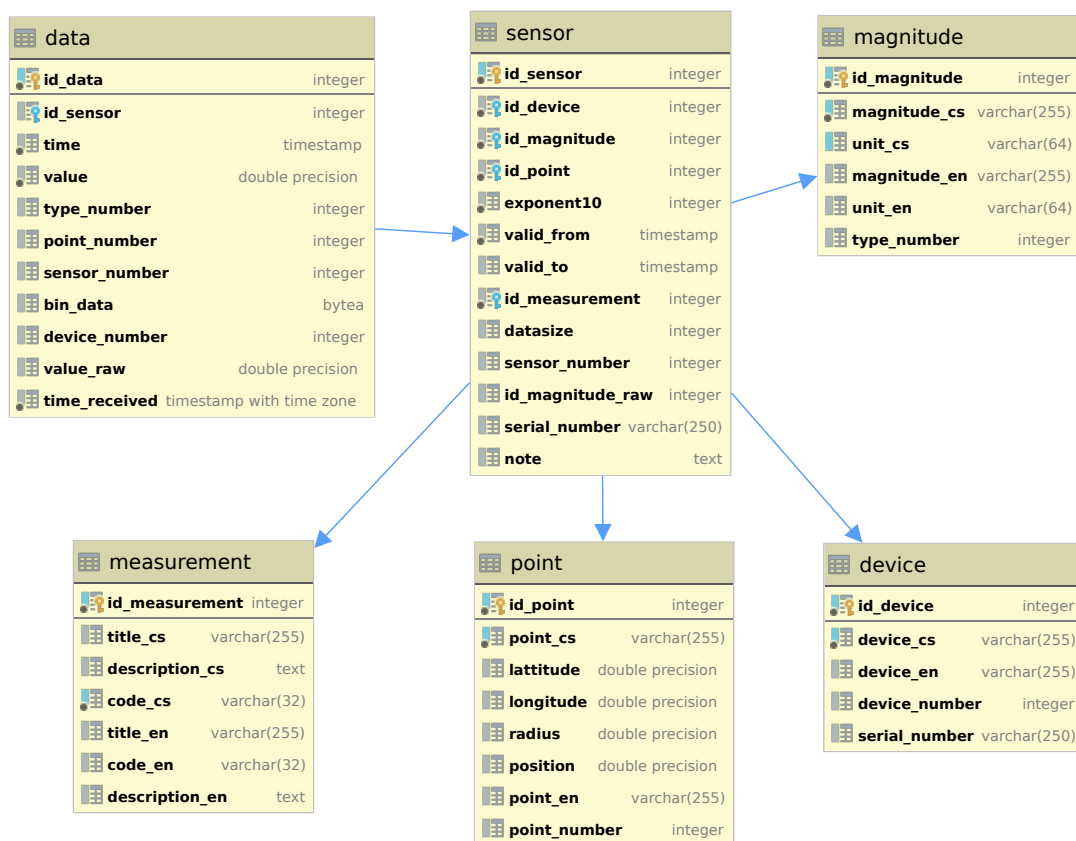 data
id_data integer
id_sensor integer
time timestamp
value double precision
type_number integer
point_number integer
sensor_number integer
bin_data bytea
device_number integer
value_raw double precision
time_received timestamp with time zone
sensor
id_sensor integer
id_device integer
id_magnitude integer
id_point integer
exponent10 integer
valid_from timestamp
valid_to timestamp
id_measurement integer
datasize integer
sensor_number integer
id_magnitude_raw integer
serial_number varchar(250)
note text
magnitude
id_magnitude integer
magnitude_cs varchar(255)
unit_cs varchar(64)
magnitude_en varchar(255)
unit_en varchar(64)
type_number integer
measurement
id_measurement integer
title_cs varchar(255)
description_cs text
code_cs varchar(32)
title_en varchar(255)
code_en varchar(32)
description_en text
point
id_point integer
point_cs varchar(255)
lattitude double precision
longitude double precision
radius double precision
position double precision
point_en varchar(255)
point_number integer
device
id_device integer
device_cs varchar(255)
device_en varchar(255)
device_number integer
serial_number varchar(250)